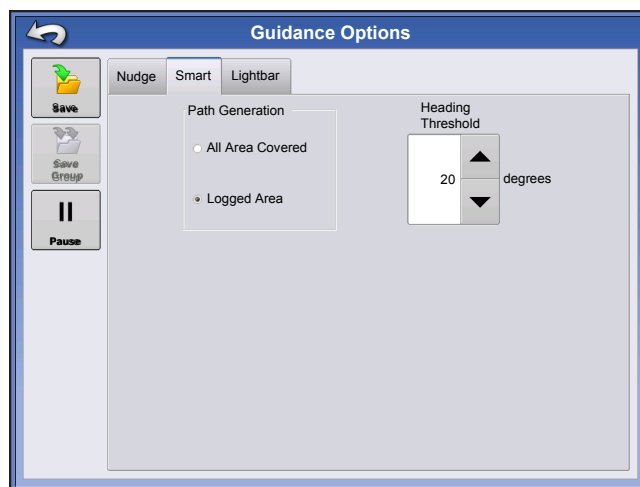 Guidance Options
Save
Save
Group
Pause
Nudge
Smart
Lightbar
Path Generation
All Area Covered
Logged Area
Heading
Threshold
20
degrees